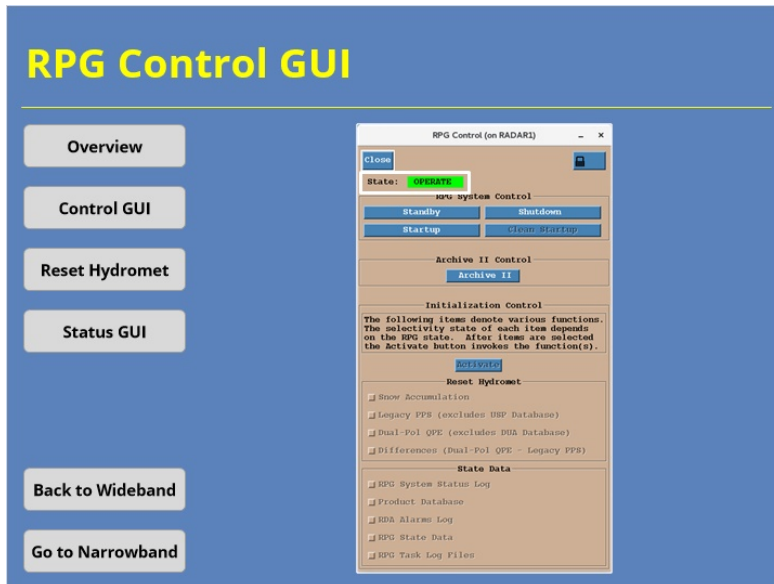 RPG Control GUI
Overview
Control GUI
Reset Hydromet
Status GUI
Back to Wideband
Go to Narrowband
RPG Control (on RADAR1)
Close
State: OPERATE
RPG System Control
Standby Shutdown
Startup Clean Startup
Archive II Control
Archive II
Initialization Control
The following items denote various functions.
The selectivity state of each item depends
on the RPG state. After items are selected
the Activate button invokes the function(s).
Activate
Reset Hydromet
Snow Accumulation
Legacy PPS (excludes USP Database)
Dual-Pol QPE (excludes DUA Database)
Differences (Dual-Pol QPE - Legacy PPS)
State Data
RPG System Status Log
Product Database
RDA Alarms Log
RPG State Data
RPG Task Log Files